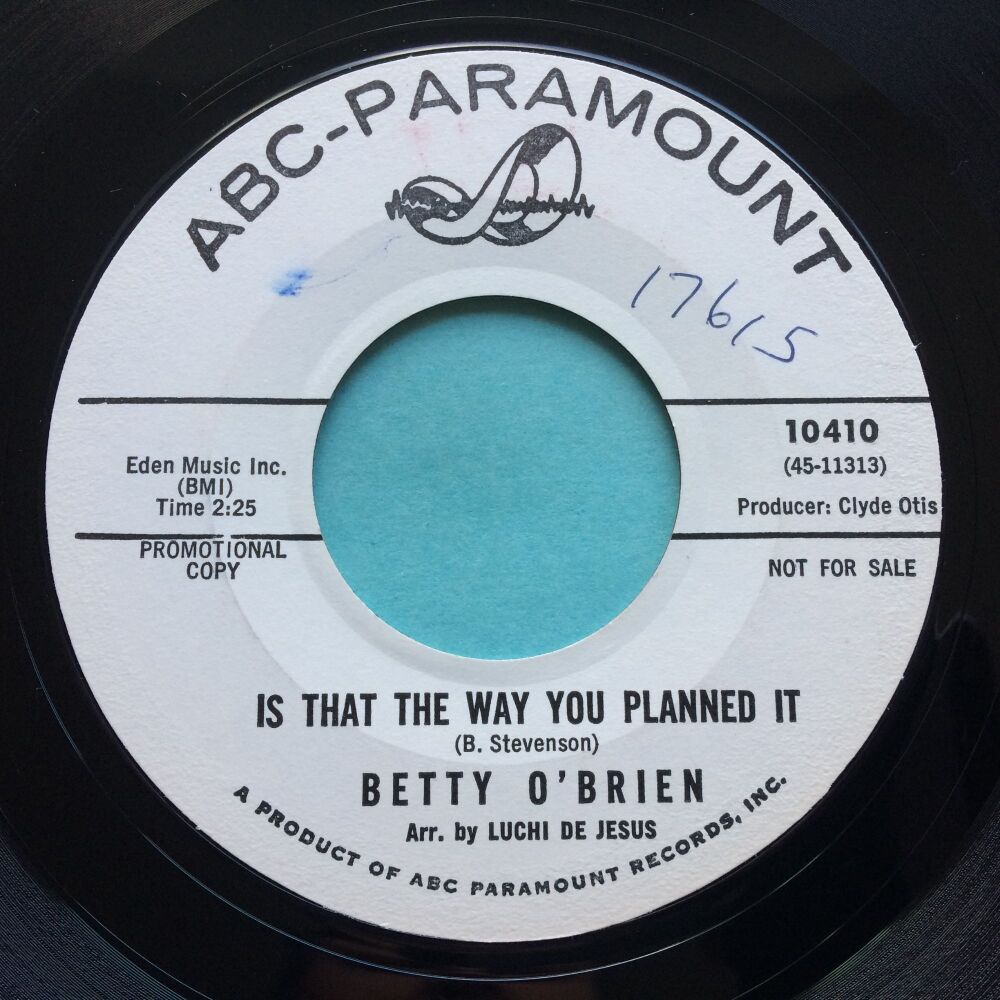 ABC-PARAMOUNT
17615
Eden Music Inc.
(BMI)
Time 2:25
PROMOTIONAL
COPY
10410
(45-11313)
Producer: Clyde Otis
NOT FOR SALE
IS THAT THE WAY YOU PLANNED IT
(B. Stevenson)
BETTY O'BRIEN
Arr. by LUCHI DE JESUS
A PRODUCT OF ABC PARAMOUNT RECORDS, INC.